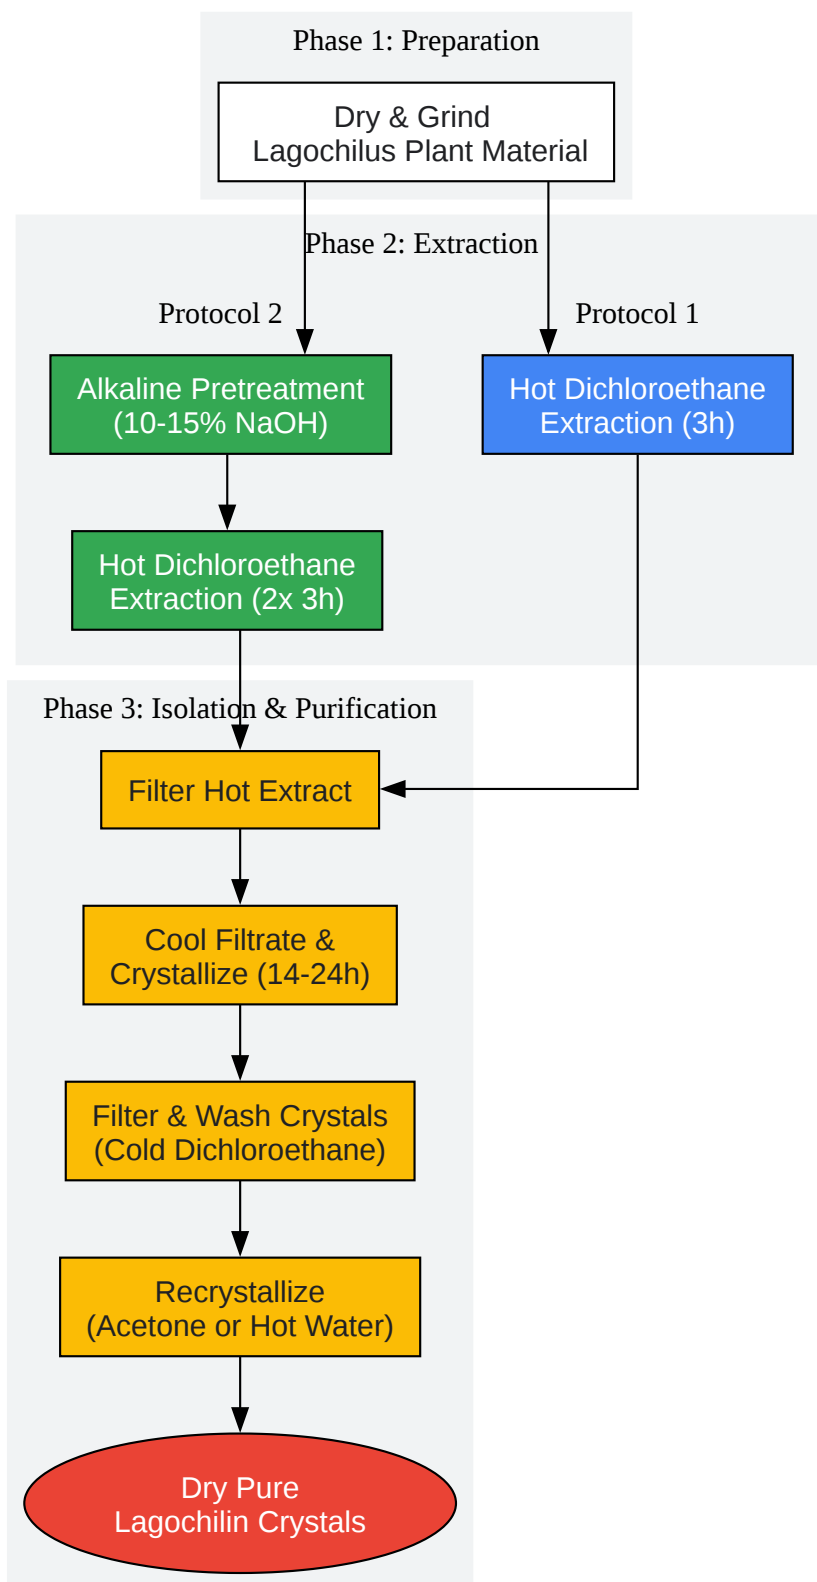 Phase 1: Preparation
Dry & Grind
Lagochilus Plant Material
Phase 2: Extraction
Protocol 2
Protocol 1
Alkaline Pretreatment
(10-15% NaOH)
Hot Dichloroethane
Extraction (3h)
Hot Dichloroethane
Extraction (2x 3h)
Phase 3: Isolation & Purification
Filter Hot Extract
Cool Filtrate &
Crystallize (14-24h)
Filter & Wash Crystals
(Cold Dichloroethane)
Recrystallize
(Acetone or Hot Water)
Dry Pure
Lagochilin Crystals